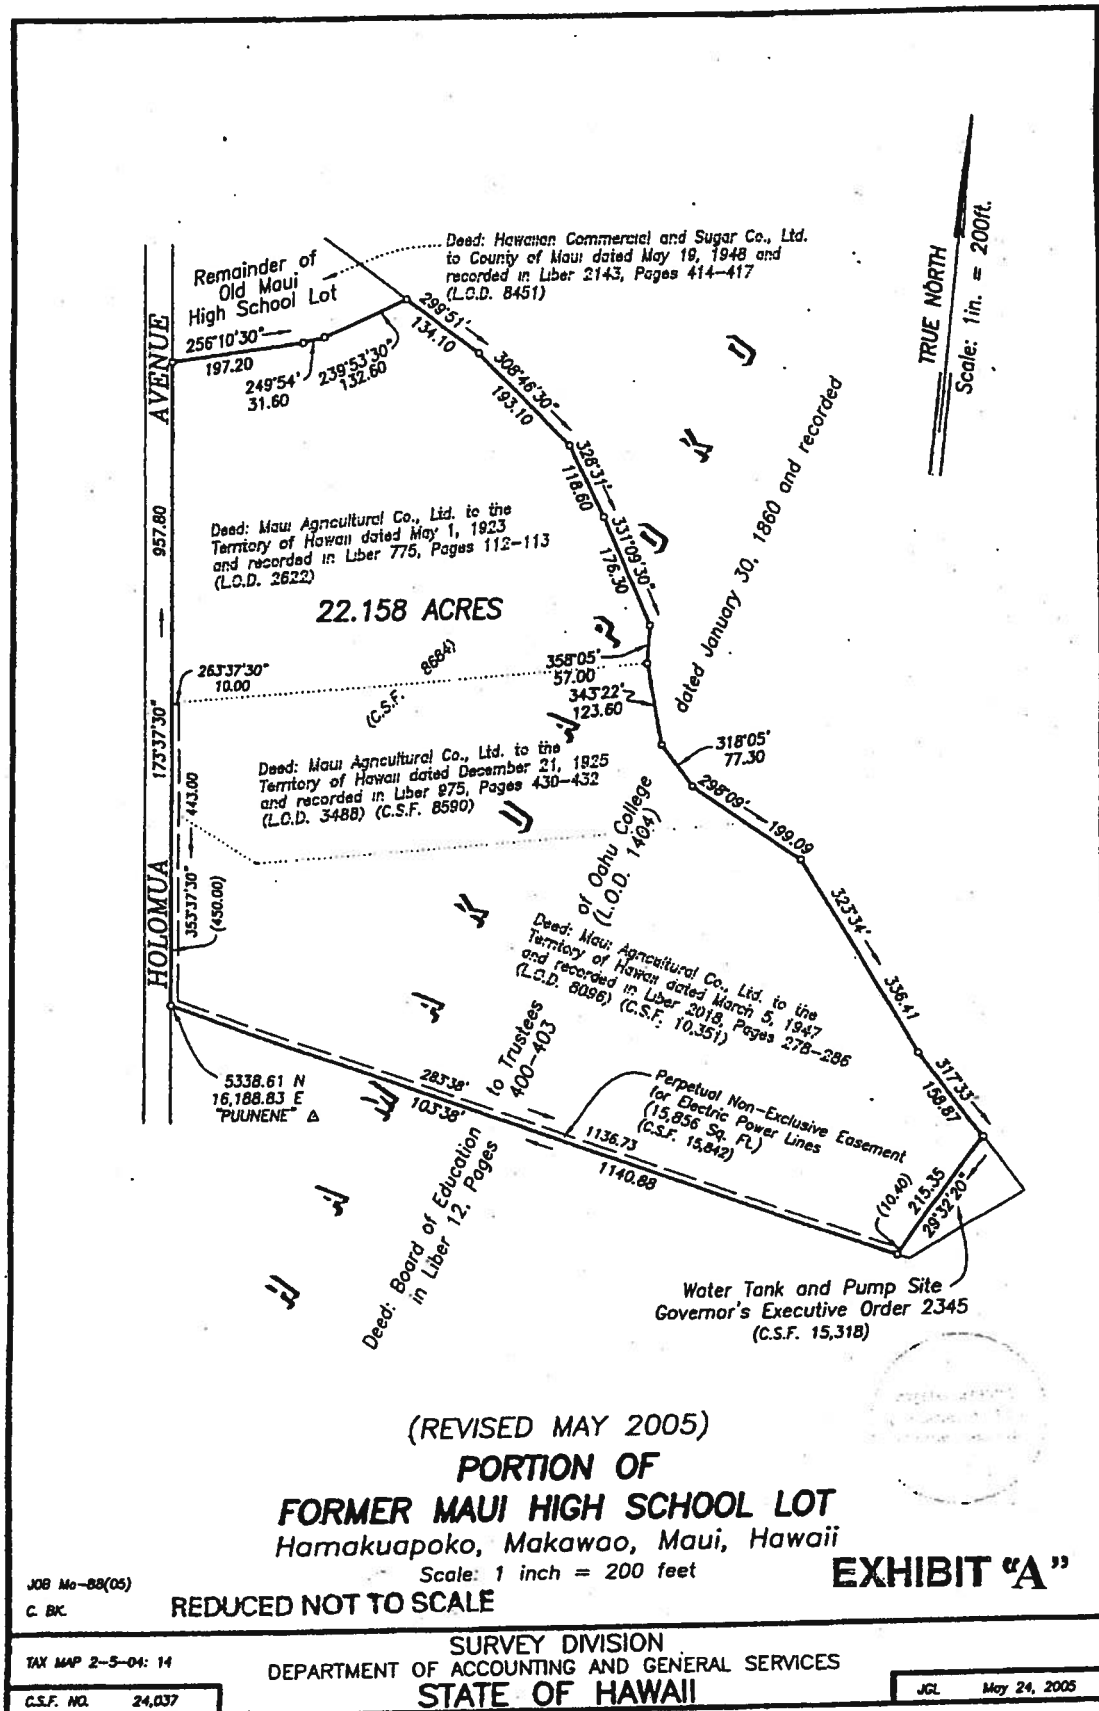 Deed: Hawaiian Commercial and Sugar Co., Ltd.
to County of Maui dated May 19, 1948 and
recorded in Liber 2143, Pages 414-417
(L.O.D. 8451)
Remainder of
Old Maui
High School Lot
TRUE NORTH
Scale: 1in. = 200ft.
256°10'30"
197.20
249°54'
31.60
239°53'30"
132.60
299°51'
134.10
308°46'30"
193.10
328°31'
118.60
331°09'30"
176.30
358°05'
57.00
343°22'
123.60
318°05'
77.30
298°09'
199.09
323°34'
336.41
317°33'
158.87
HOLOMUA AVENUE
957.80
173°37'30"
Deed: Maui Agricultural Co., Ltd. to the
Territory of Hawaii dated May 1, 1923
and recorded in Liber 775, Pages 112-113
(L.O.D. 2622)
22.158 ACRES
263°37'30"
10.00
(C.S.F. 8684)
Deed: Maui Agricultural Co., Ltd. to the
Territory of Hawaii dated December 21, 1925
and recorded in Liber 975, Pages 430-432
(L.O.D. 3488) (C.S.F. 8590)
353°37'30"
443.00
(450.00)
HAMAKUAPOKU
Deed: Board of Education to Trustees of Oahu College dated January 30, 1860 and recorded
in Liber 12, Pages 400-403 (L.O.D. 1404)
Deed: Maui Agricultural Co., Ltd. to the
Territory of Hawaii dated March 5, 1947
and recorded in Liber 2018, Pages 278-286
(L.O.D. 6096) (C.S.F. 10,351)
5338.61 N
16,188.83 E
"PUUNENE" △
283°38'
103°38'
1136.73
1140.88
Perpetual Non-Exclusive Easement
for Electric Power Lines
(15,856 Sq. Ft.)
(C.S.F. 15,842)
(10.40)
215.35
29°32'20"
Water Tank and Pump Site
Governor's Executive Order 2345
(C.S.F. 15,318)
(REVISED MAY 2005)
PORTION OF
FORMER MAUI HIGH SCHOOL LOT
Hamakuapoko, Makawao, Maui, Hawaii
Scale: 1 inch = 200 feet
EXHIBIT "A"
JOB Ma-88(05)
C. BK.
REDUCED NOT TO SCALE
TAX MAP 2-5-04: 14
SURVEY DIVISION
DEPARTMENT OF ACCOUNTING AND GENERAL SERVICES
STATE OF HAWAII
C.S.F. NO. 24,037
JGL May 24, 2005